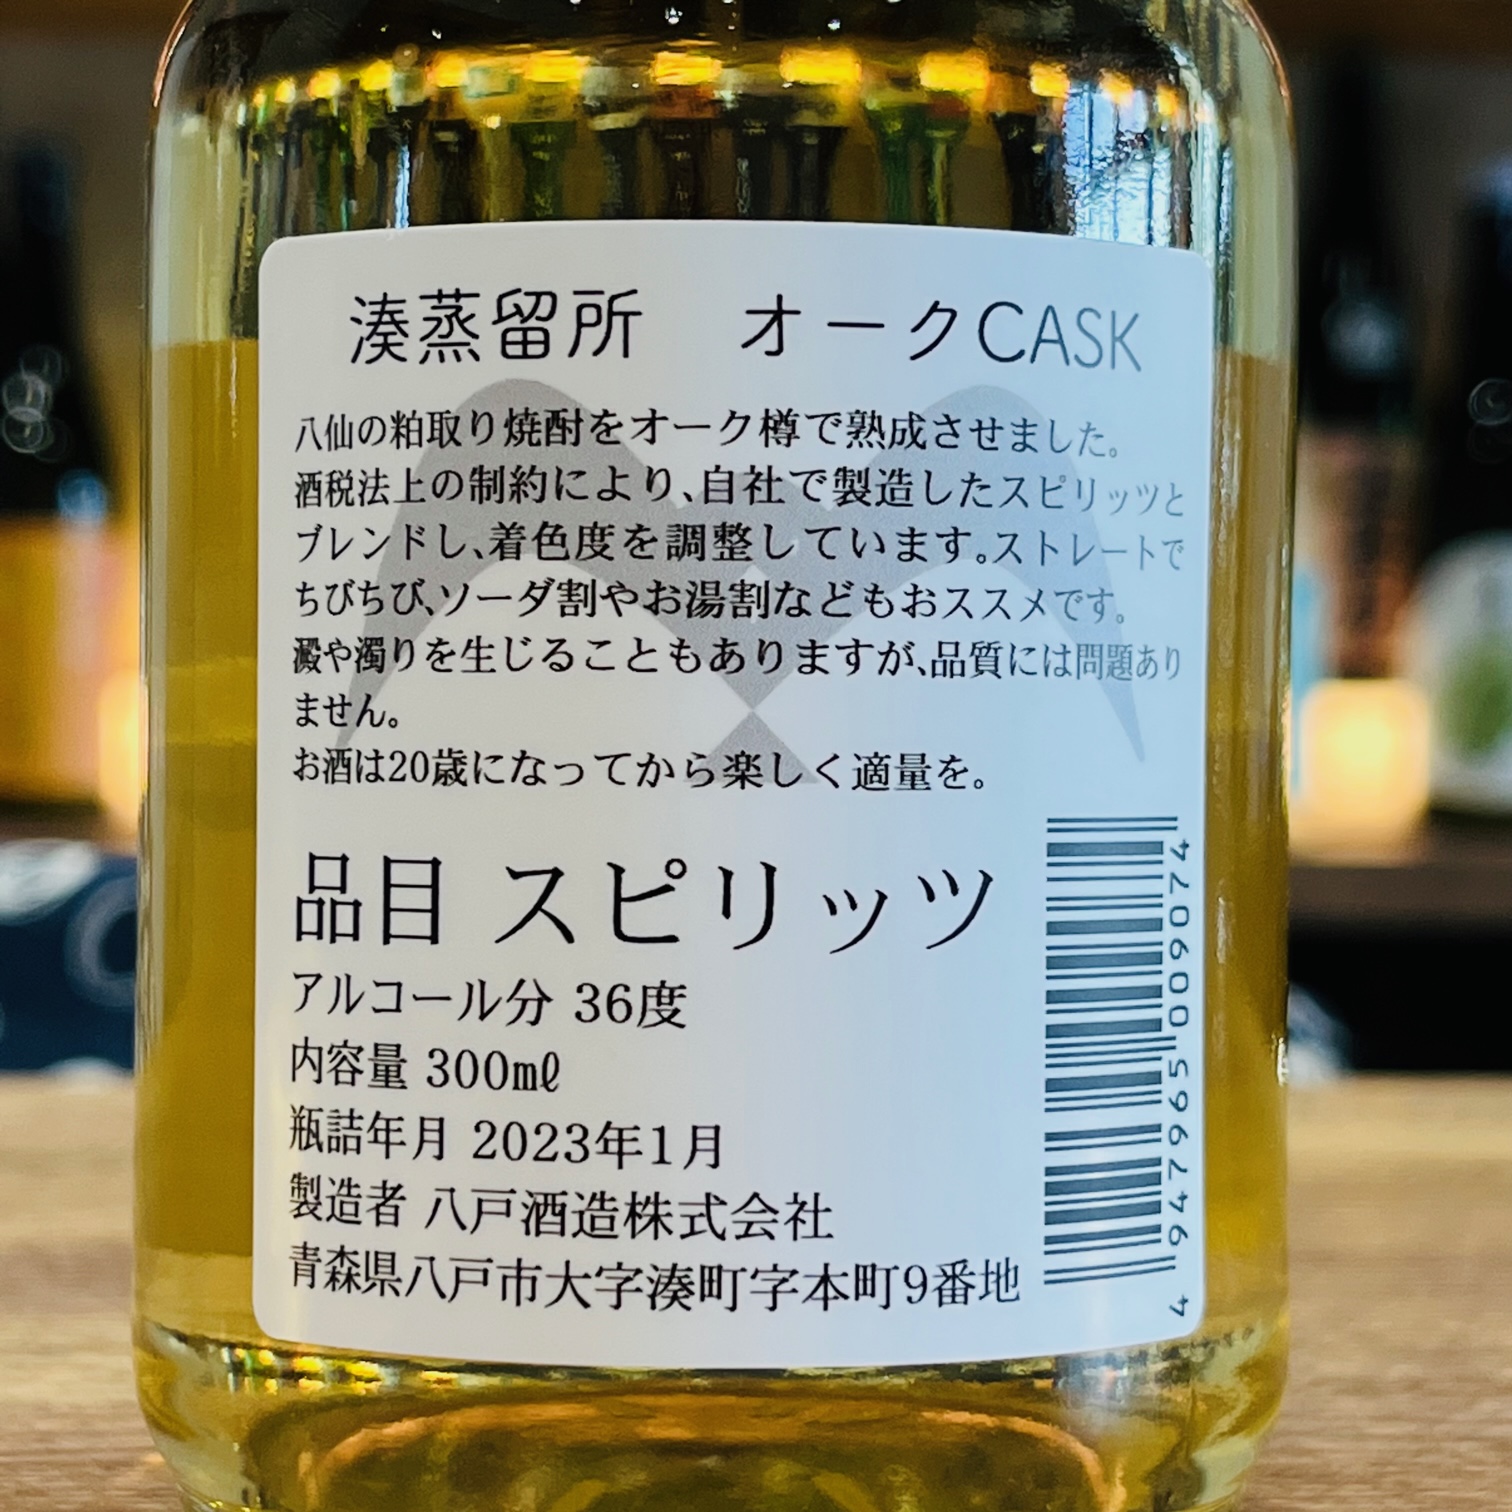 湊蒸留所　オークCASK
八仙の粕取り焼酎をオーク樽で熟成させました。
酒税法上の制約により、自社で製造したスピリッツと
ブレンドし、着色度を調整しています。ストレートで
ちびちび、ソーダ割やお湯割などもおススメです。
澱や濁りを生じることもありますが、品質には問題あり
ません。
お酒は20歳になってから楽しく適量を。
品目 スピリッツ
アルコール分 36度
内容量 300mℓ
瓶詰年月 2023年1月
製造者 八戸酒造株式会社
青森県八戸市大字湊町字本町9番地
4 946765 009074